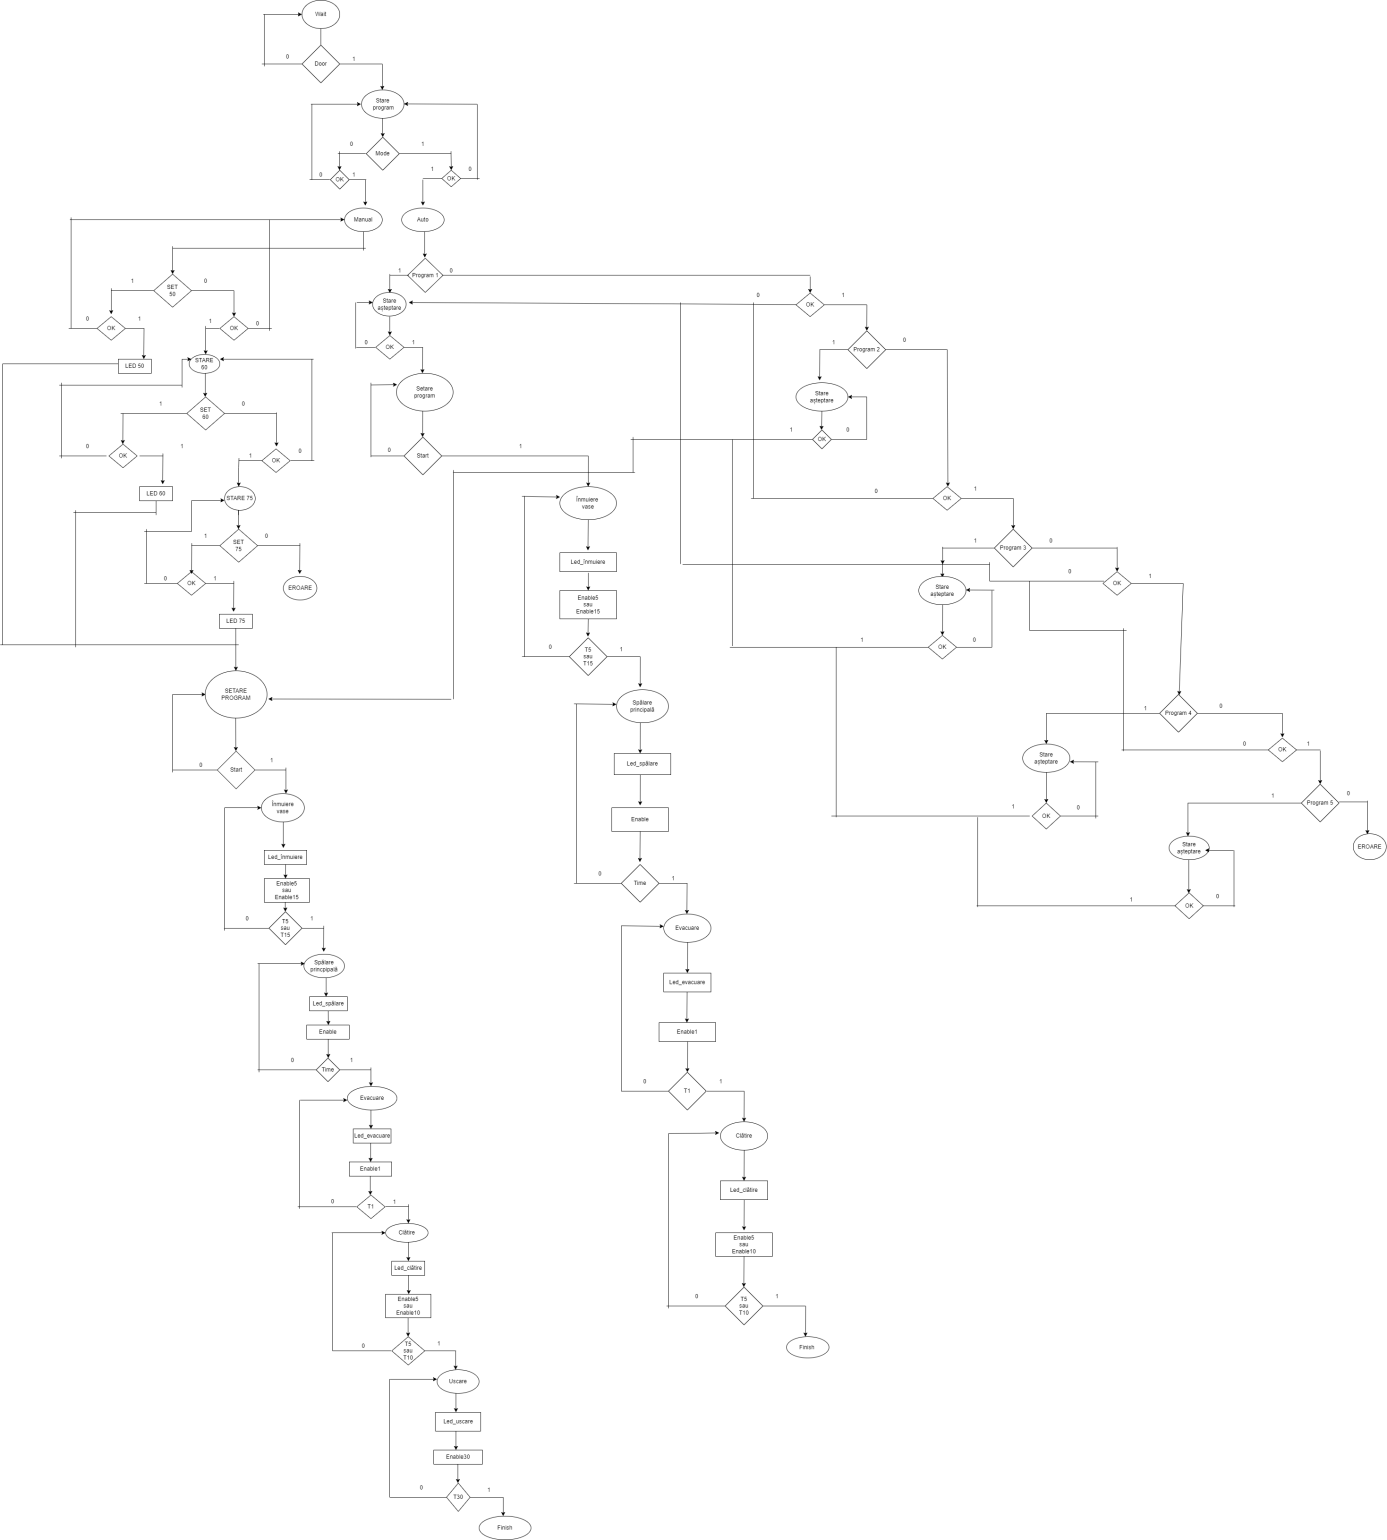 Wait
0
1
Door
Stare
program
0
1
Mode
0
OK
1
1
OK
0
Manual
Auto
1
SET
50
0
0
OK
1
1
OK
0
LED 50
STARE
60
1
SET
60
0
0
OK
1
1
OK
0
LED 60
STARE 75
1
SET
75
0
0
OK
1
EROARE
LED 75
SETARE
PROGRAM
0
Start
1
Înmuiere
vase
Led_înmuiere
Enable5
sau
Enable15
0
T5
sau
T15
1
Spălare
princpipală
Led_spălare
Enable
0
Time
1
Evacuare
Led_evacuare
Enable1
0
T1
1
Clătire
Led_clătire
Enable5
sau
Enable10
0
T5
sau
T10
1
Uscare
Led_uscare
Enable30
0
T30
1
Finish
1
Program 1
0
Stare
așteptare
0
OK
1
Setare
program
0
Start
1
Înmuiere
vase
Led_înmuiere
Enable5
sau
Enable15
0
T5
sau
T15
1
Spălare
principală
Led_spălare
Enable
0
Time
1
Evacuare
Led_evacuare
Enable1
0
T1
1
Clătire
Led_clătire
Enable5
sau
Enable10
0
T5
sau
T10
1
Finish
0
OK
1
1
Program 2
0
Stare
așteptare
1
OK
0
0
OK
1
1
Program 3
0
Stare
așteptare
1
OK
0
0
OK
1
1
Program 4
0
Stare
așteptare
1
OK
0
0
OK
1
1
Program 5
0
Stare
așteptare
1
OK
0
EROARE